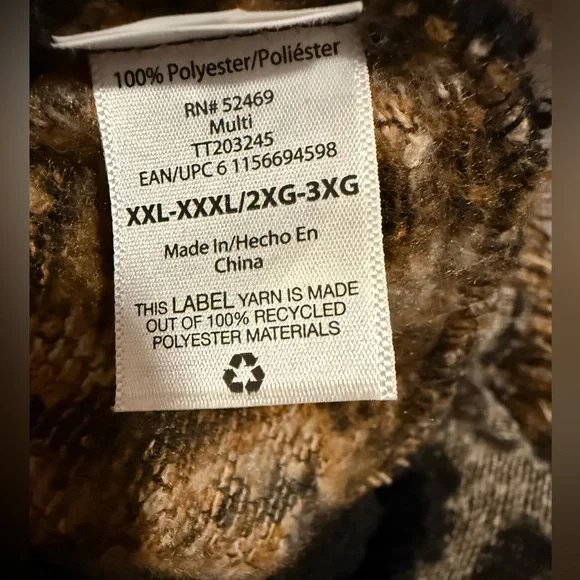 100% Polyester/Poliéster
RN# 52469
Multi
TT203245
EAN/UPC 6 1156694598
XXL-XXXL/2XG-3XG
Made In/Hecho En
China
THIS LABEL YARN IS MADE
OUT OF 100% RECYCLED
POLYESTER MATERIALS